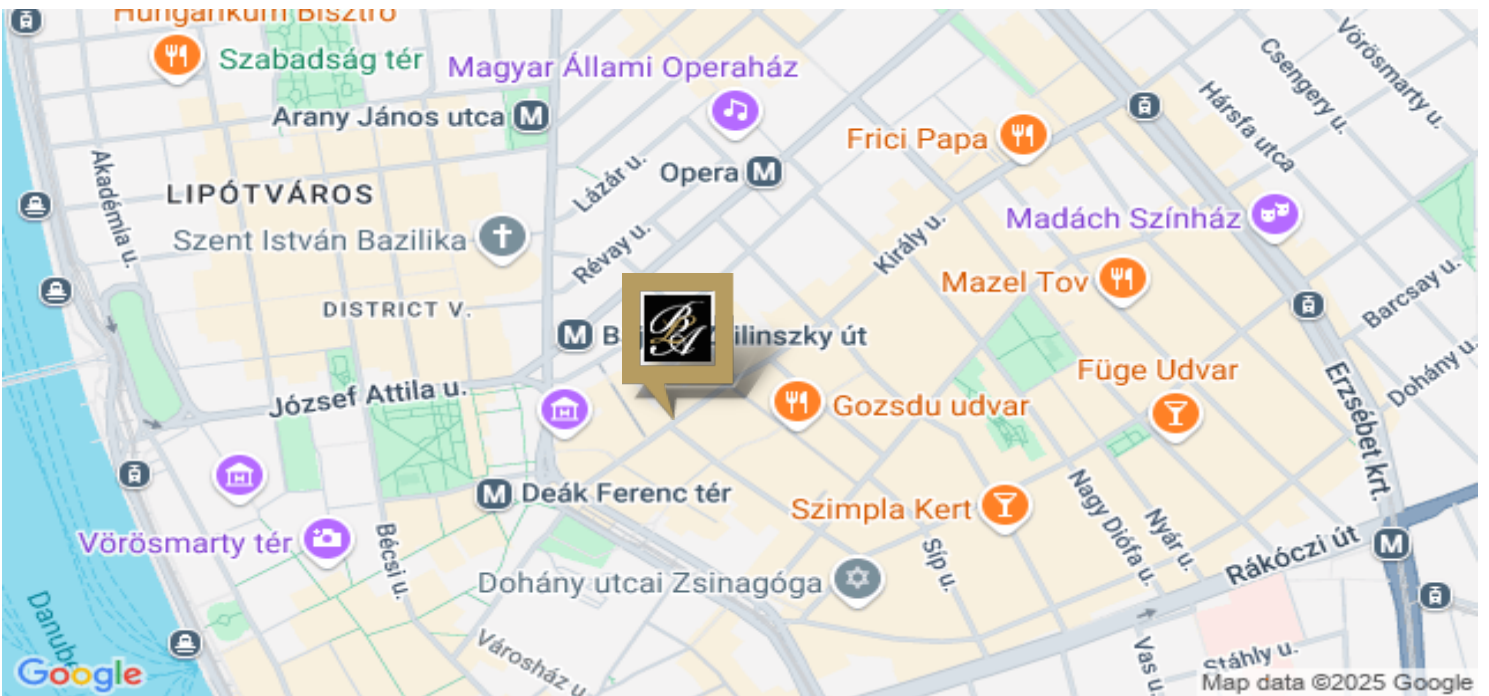 Hungarikum Bisztró
Szabadság tér
Magyar Állami Operaház
Vörösmarty u.
Csengery u.
Arany János utca
Hársfa utca
Frici Papa
Akadémia u.
Lázár u.
Opera
LIPÓTVÁROS
Szent István Bazilika
Révay u.
Király u.
Madách Színház
Mazel Tov
Barcsay u.
DISTRICT V.
ilinszky út
Füge Udvar
Dohány u.
József Attila u.
Gozsdu udvar
Erzsébet krt.
Deák Ferenc tér
Szimpla Kert
Nagy Diófa u.
Nyár u.
Vörösmarty tér
Bécsi u.
Síp u.
Rákóczi út
Dohány utcai Zsinagóga
Danube
Városház u.
Vas u.
Stáhly u.
Google
Map data ©2025 Google